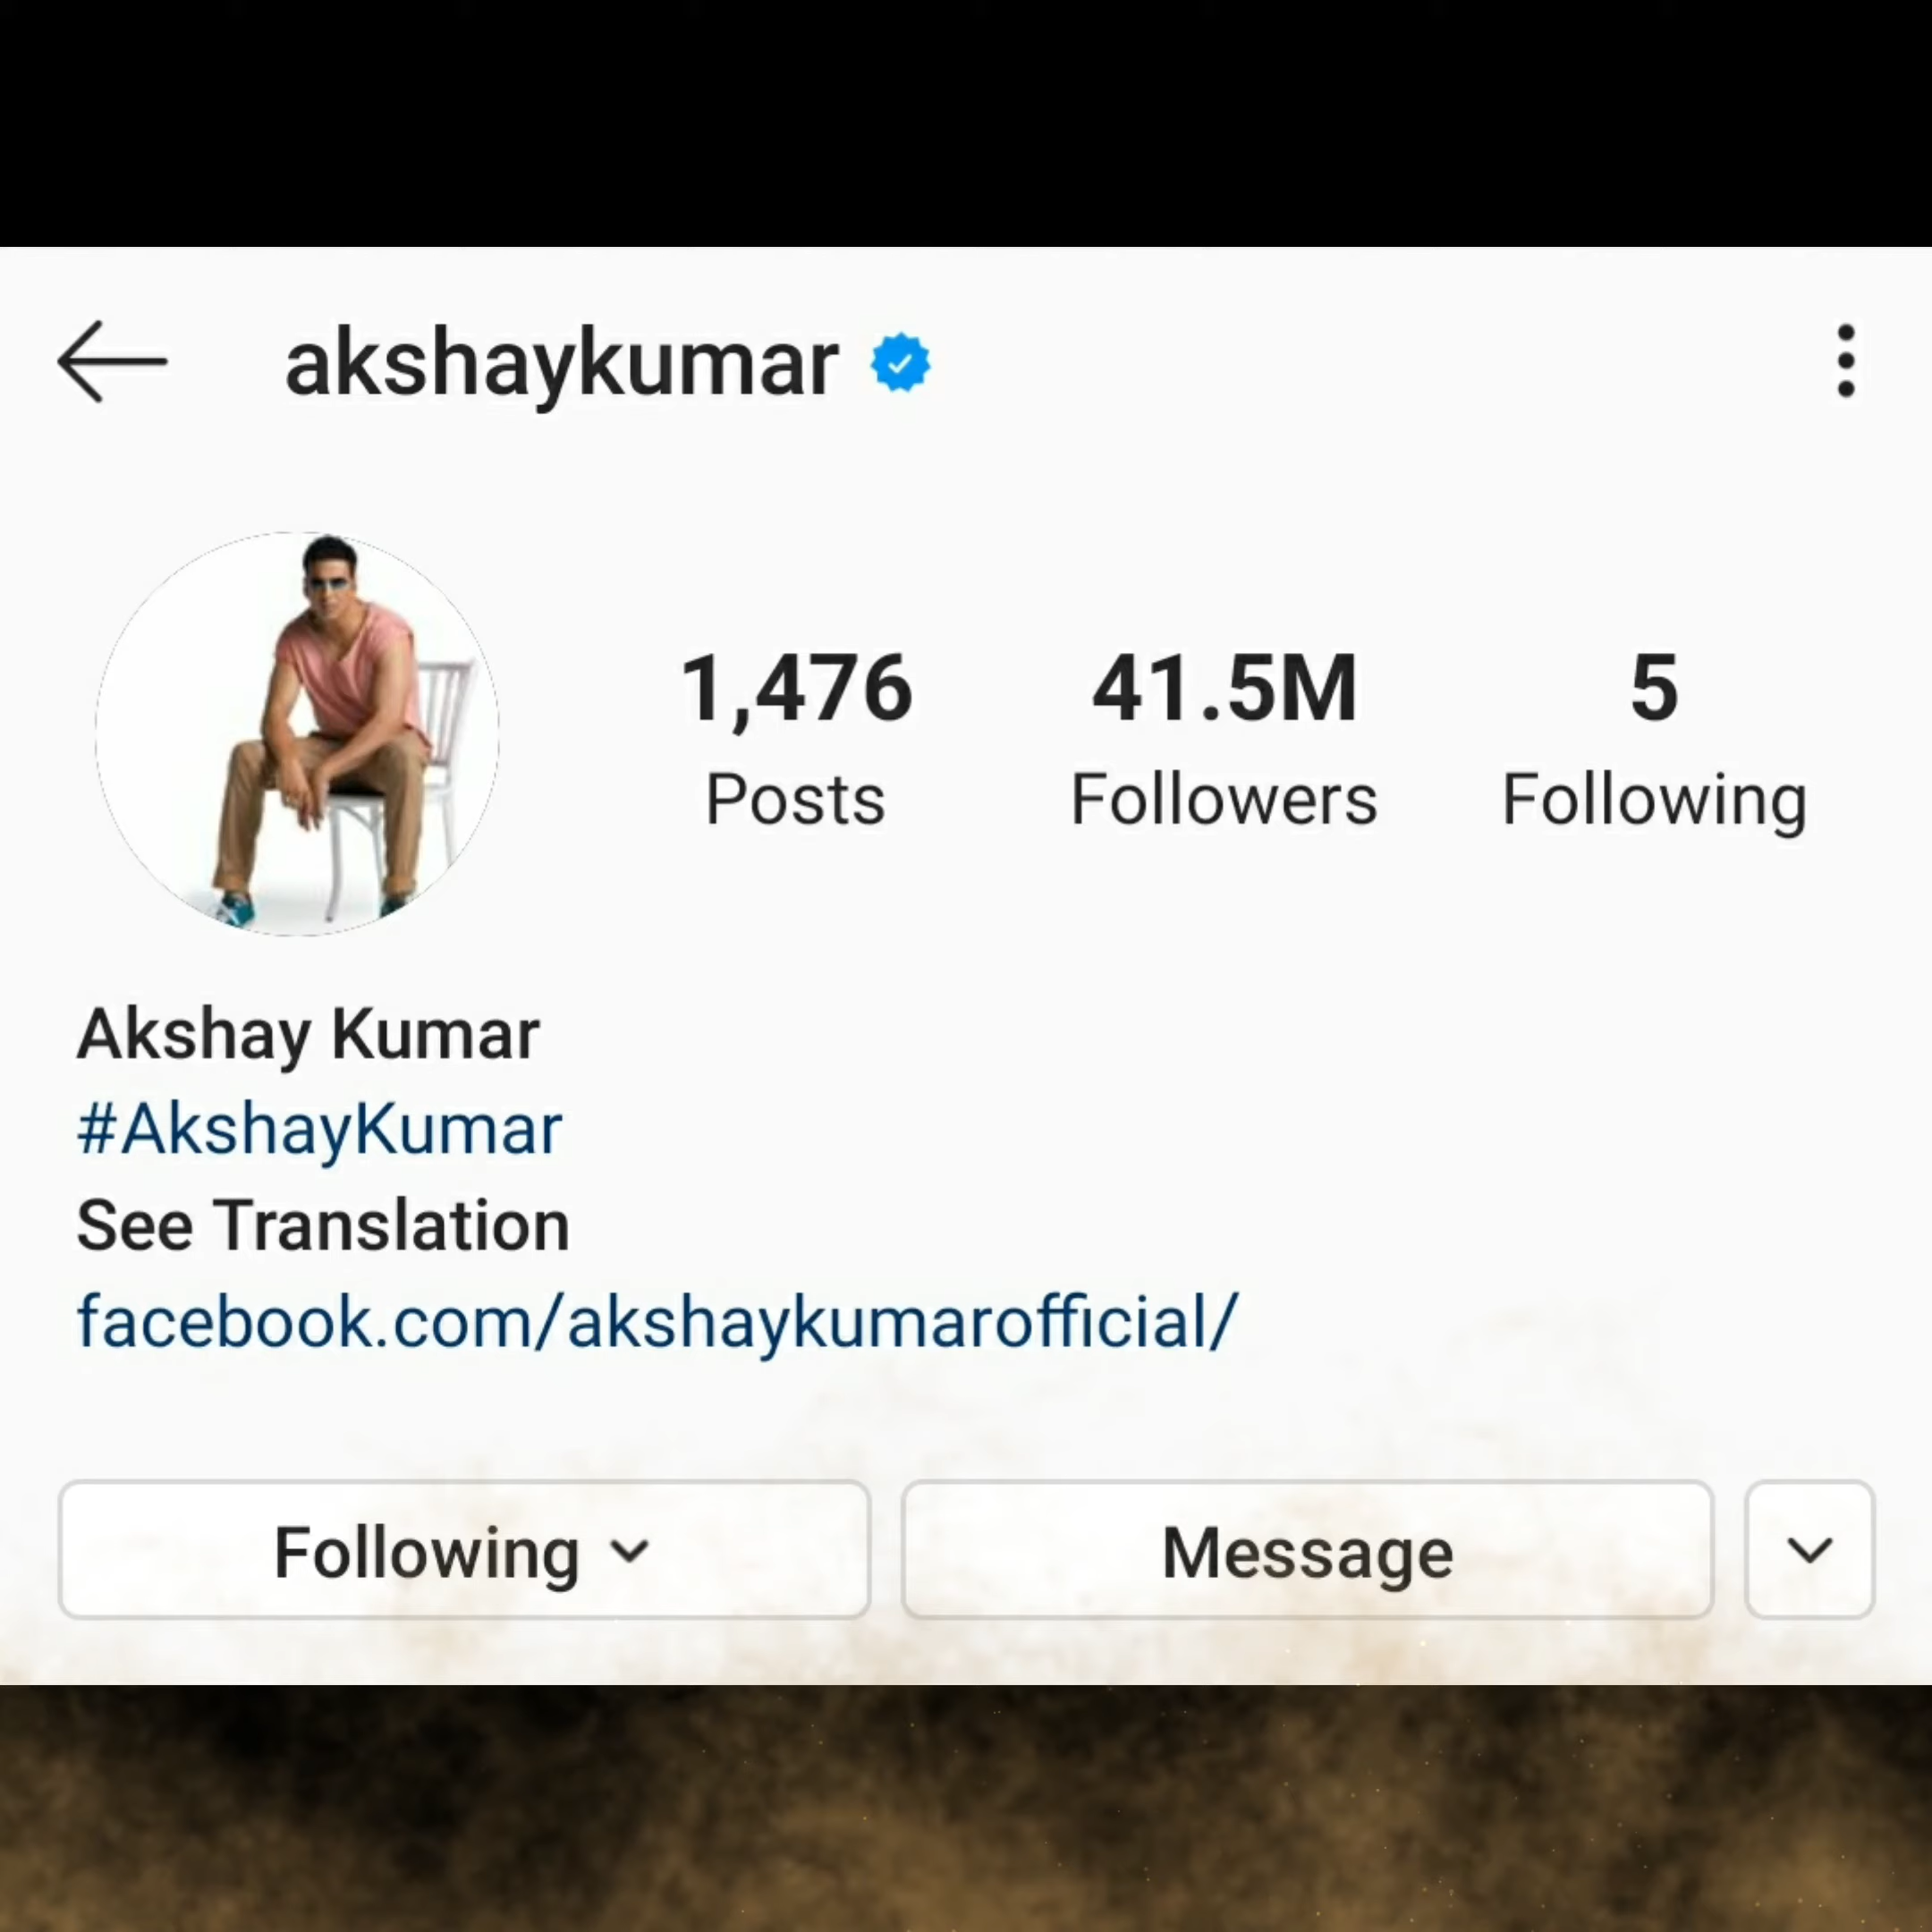 akshaykumar
1,476 41.5M 5
Posts Followers Following
Akshay Kumar
#AkshayKumar
See Translation
facebook.com/akshaykumarofficial/
Following Message